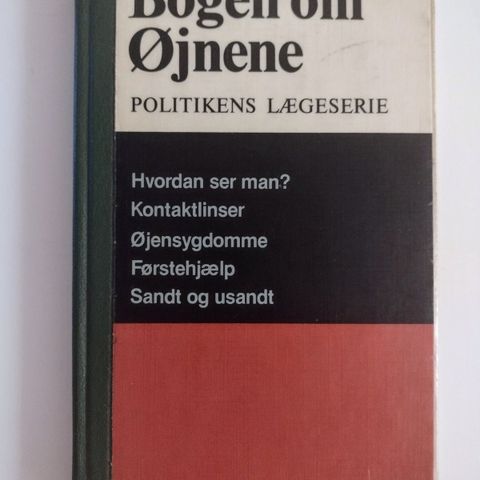 Bogen om
Øjnene
POLITIKENS LÆGESERIE
Hvordan ser man?
Kontaktlinser
Øjensygdomme
Førstehjælp
Sandt og usandt